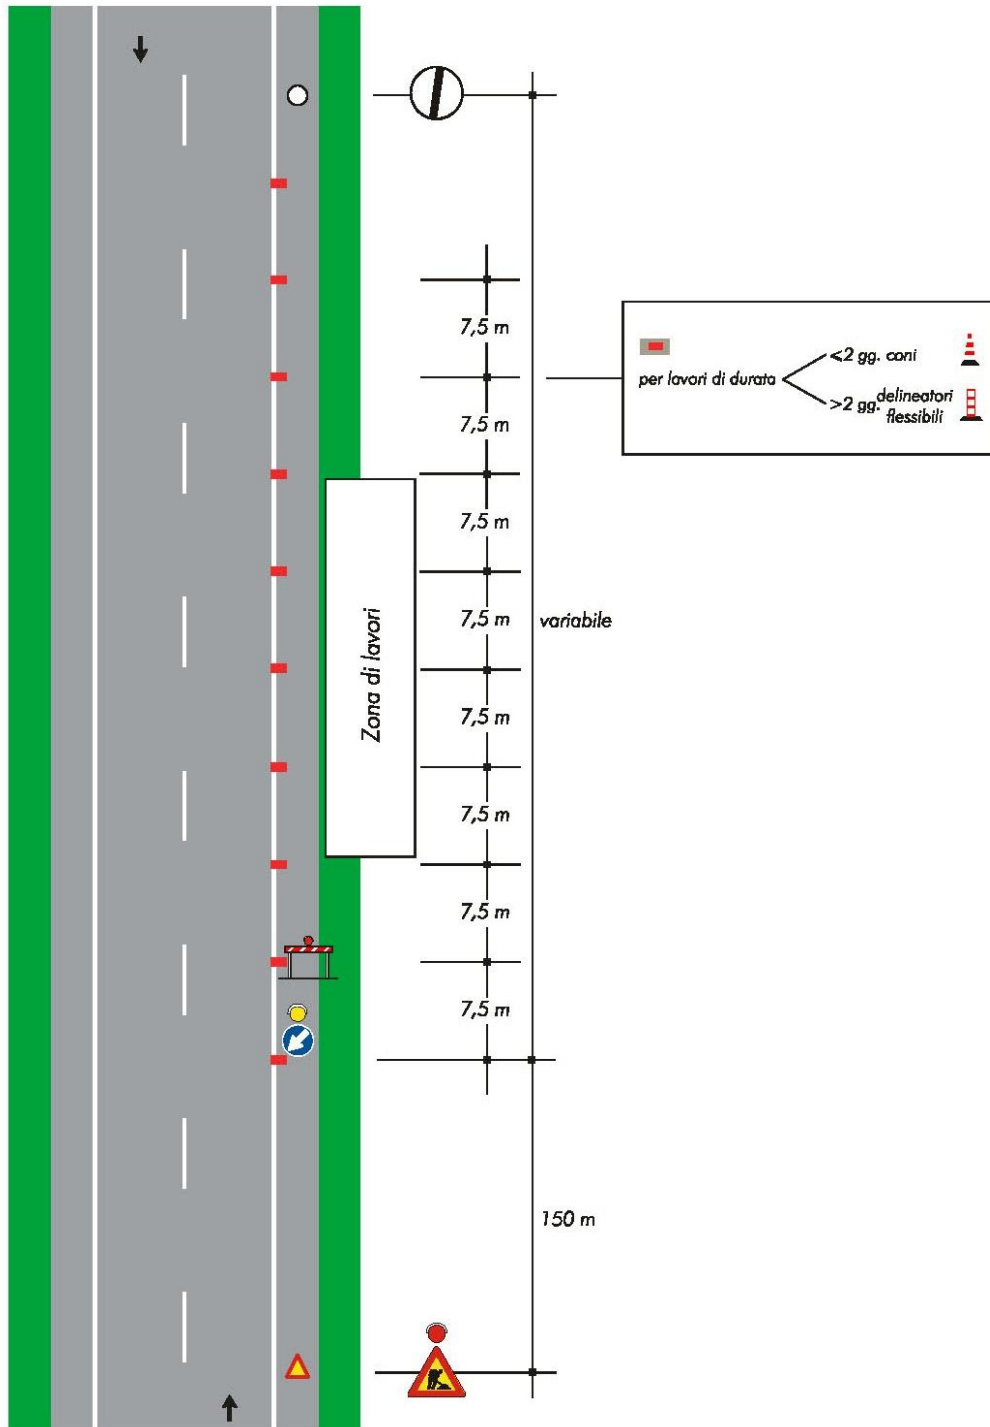 7,5 m
per lavori di durata
<2 gg. coni
>2 gg. delineatori
flessibili
7,5 m
7,5 m
7,5 m
variabile
Zona di lavori
7,5 m
7,5 m
7,5 m
7,5 m
150 m